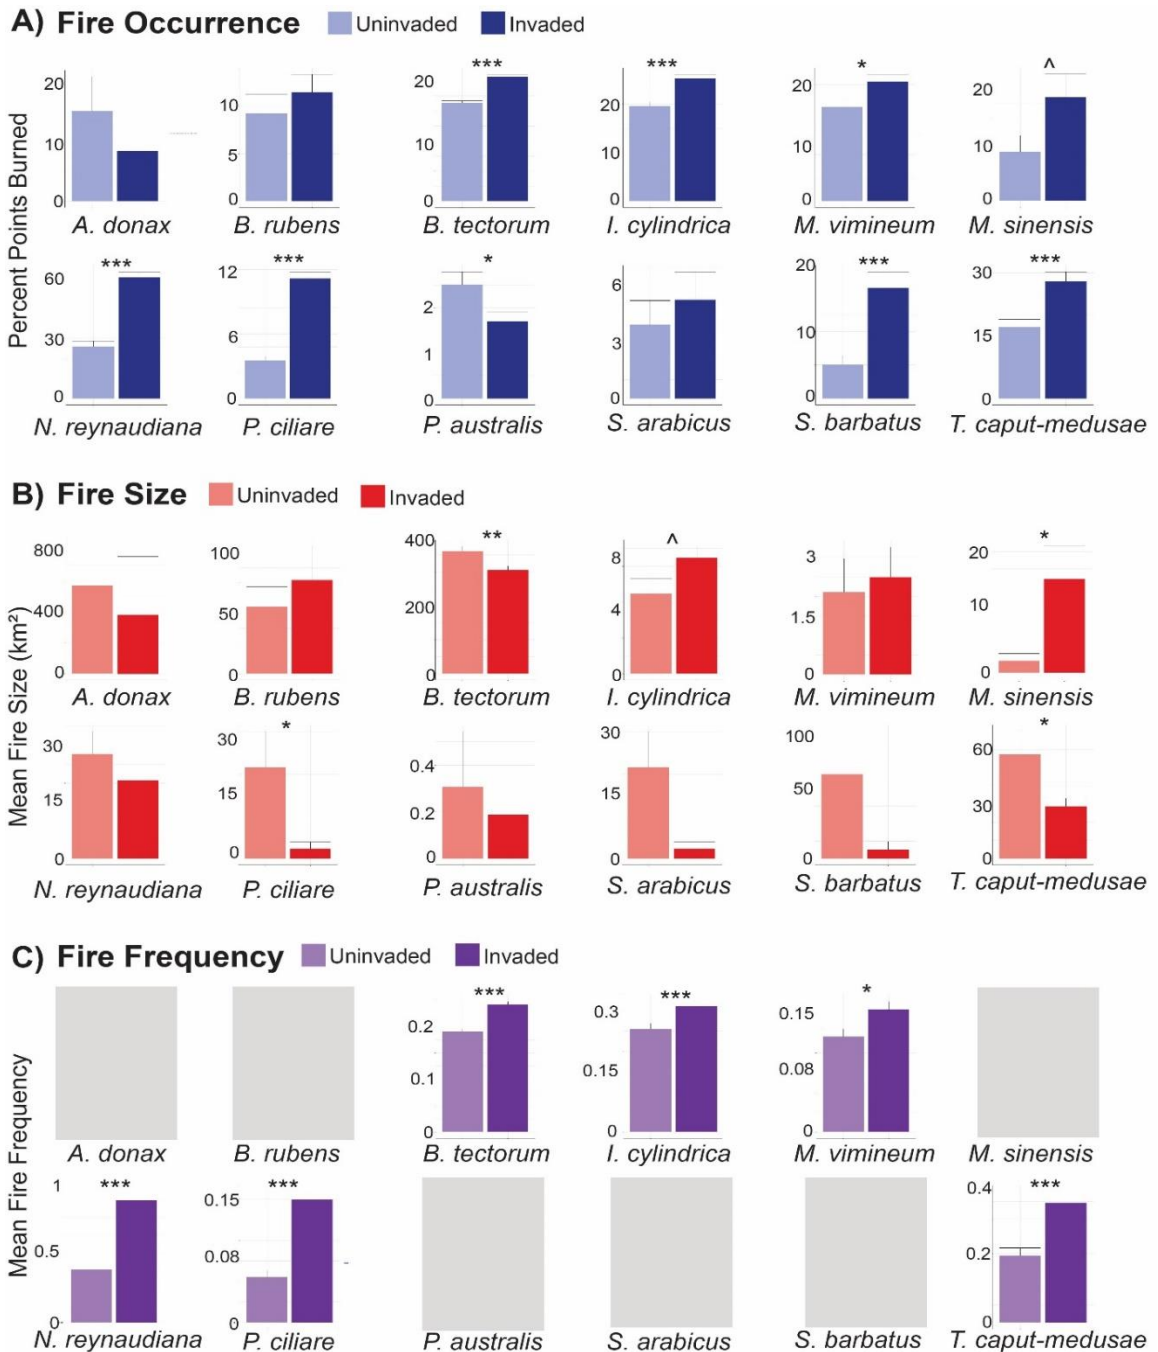 A) Fire Occurrence Uninvaded Invaded
Percent Points Burned
20 10 0
10 5 0
*** 20 10 0
*** 20 10 0
* 20 10 0
^ 20 10 0
A. donax B. rubens B. tectorum I. cylindrica M. vimineum M. sinensis
*** 60 30 0
*** 12 6 0
* 2 1 0
6 3 0
*** 20 10 0
*** 30 15 0
N. reynaudiana P. ciliare P. australis S. arabicus S. barbatus T. caput-medusae
B) Fire Size Uninvaded Invaded
Mean Fire Size (km²)
800 400 0
100 50 0
** 400 200 0
^ 8 4 0
3 1.5 0
* 20 10 0
A. donax B. rubens B. tectorum I. cylindrica M. vimineum M. sinensis
30 15 0
* 30 15 0
0.4 0.2 0
30 15 0
100 50 0
* 60 30 0
N. reynaudiana P. ciliare P. australis S. arabicus S. barbatus T. caput-medusae
C) Fire Frequency Uninvaded Invaded
Mean Fire Frequency
*** 0.2 0.1 0
*** 0.3 0.15 0
* 0.15 0.08 0
A. donax B. rubens B. tectorum I. cylindrica M. vimineum M. sinensis
*** 1 0.5 0
*** 0.15 0.08 0
*** 0.4 0.2 0
N. reynaudiana P. ciliare P. australis S. arabicus S. barbatus T. caput-medusae